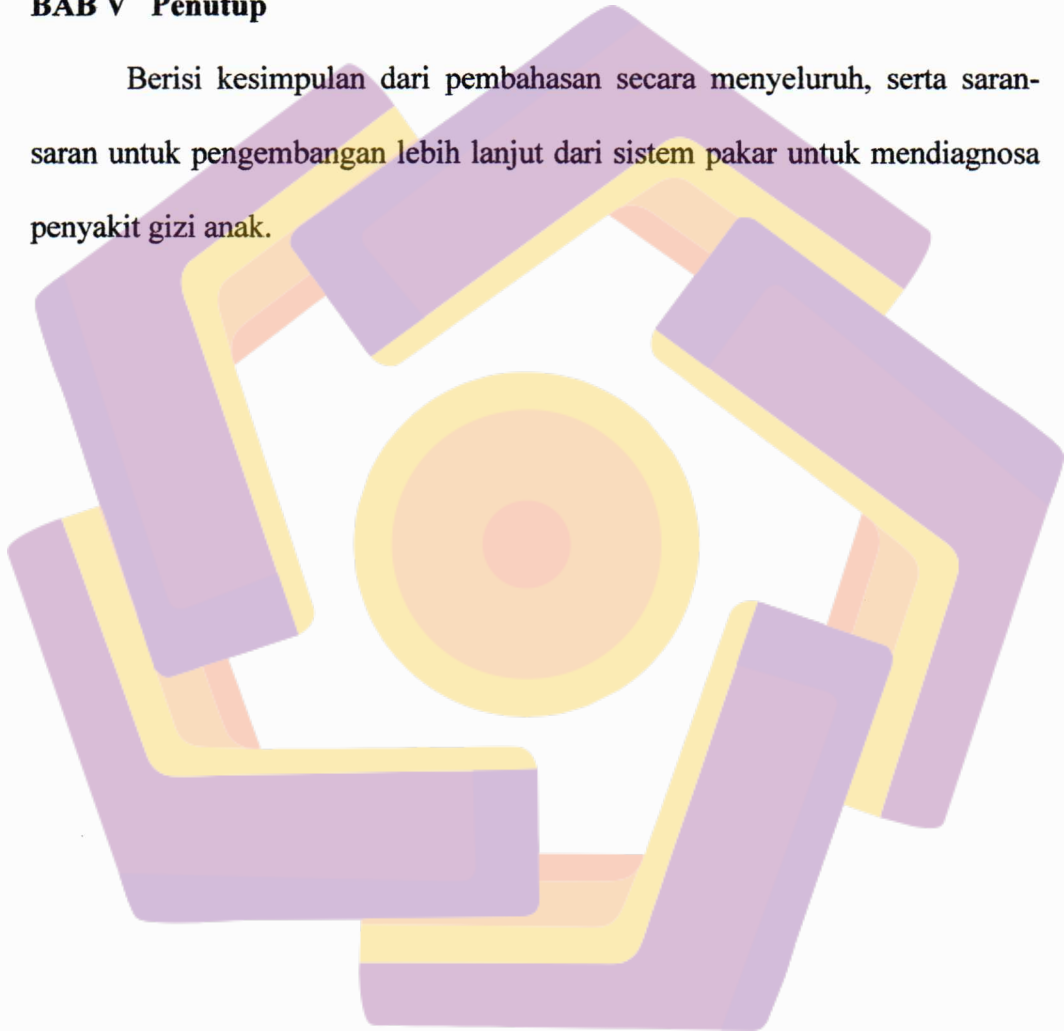 BAB V Penutup
Berisi kesimpulan dari pembahasan secara menyeluruh, serta saran-
saran untuk pengembangan lebih lanjut dari sistem pakar untuk mendiagnosa
penyakit gizi anak.